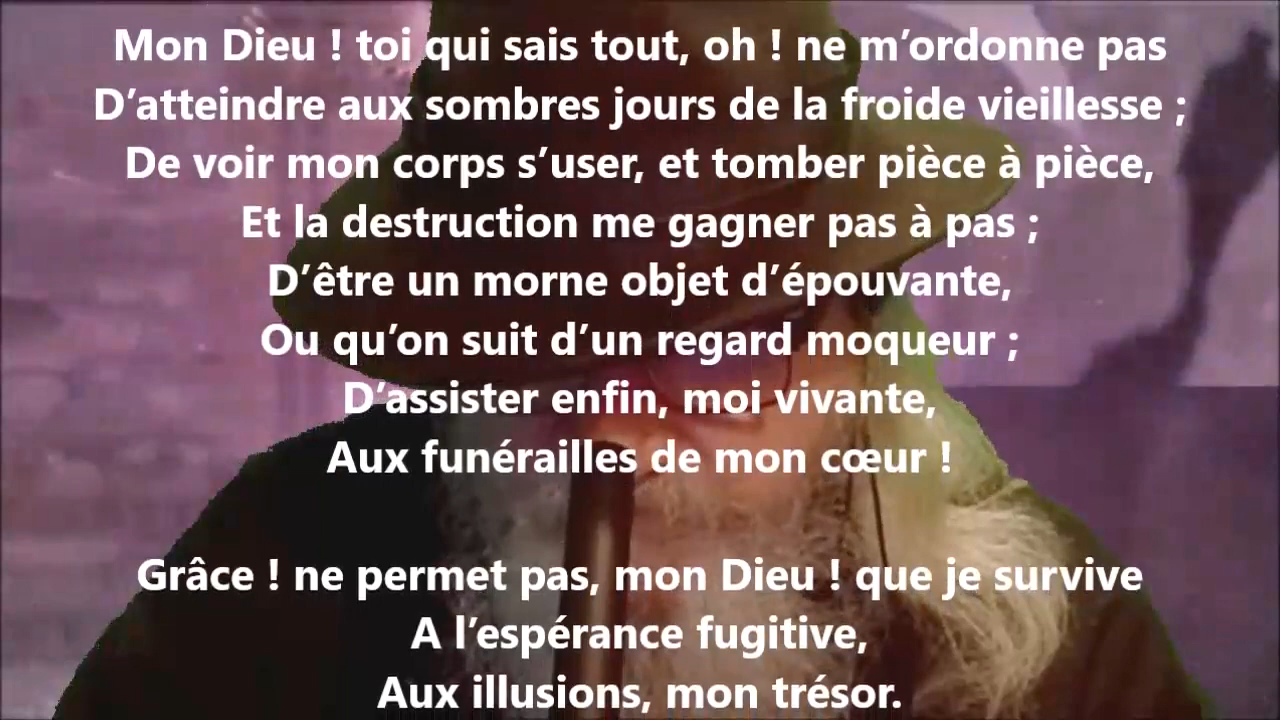 Mon Dieu ! toi qui sais tout, oh ! ne m’ordonne pas
D’atteindre aux sombres jours de la froide vieillesse ;
De voir mon corps s’user, et tomber pièce à pièce,
Et la destruction me gagner pas à pas ;
D’être un morne objet d’épouvante,
Ou qu’on suit d’un regard moqueur ;
D’assister enfin, moi vivante,
Aux funérailles de mon cœur !
Grâce ! ne permet pas, mon Dieu ! que je survive
A l’espérance fugitive,
Aux illusions, mon trésor.